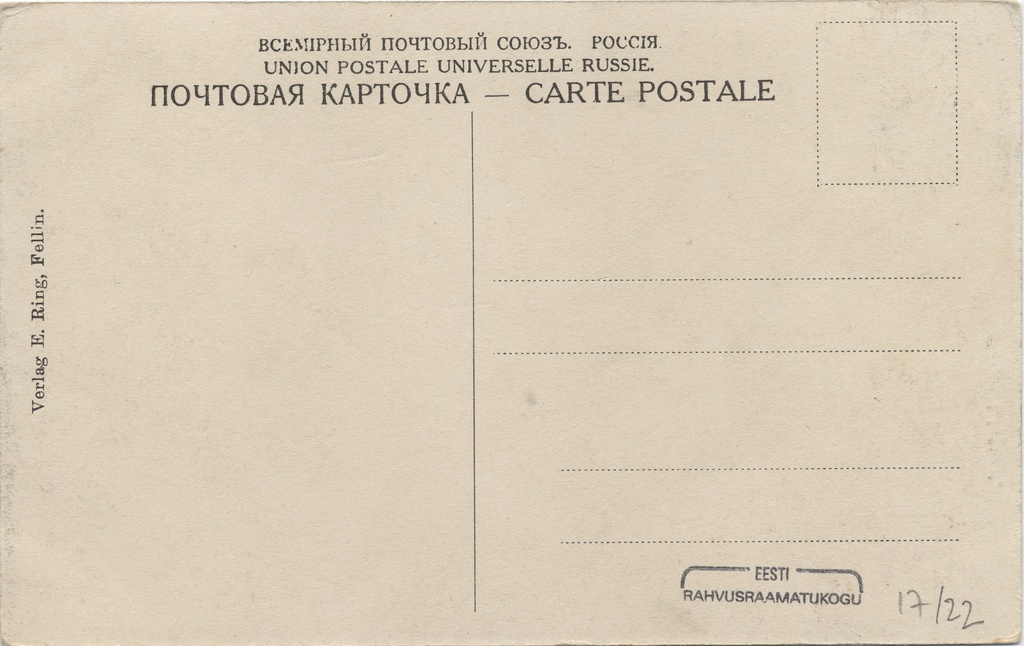 ВСЕМІРНЫЙ ПОЧТОВЫЙ СОЮЗЪ. РОССІЯ.
UNION POSTALE UNIVERSELLE RUSSIE.
ПОЧТОВАЯ КАРТОЧКА — CARTE POSTALE
Verlag E. Ring, Fellin.
EESTI
RAHVUSRAAMATUKOGU
17/22